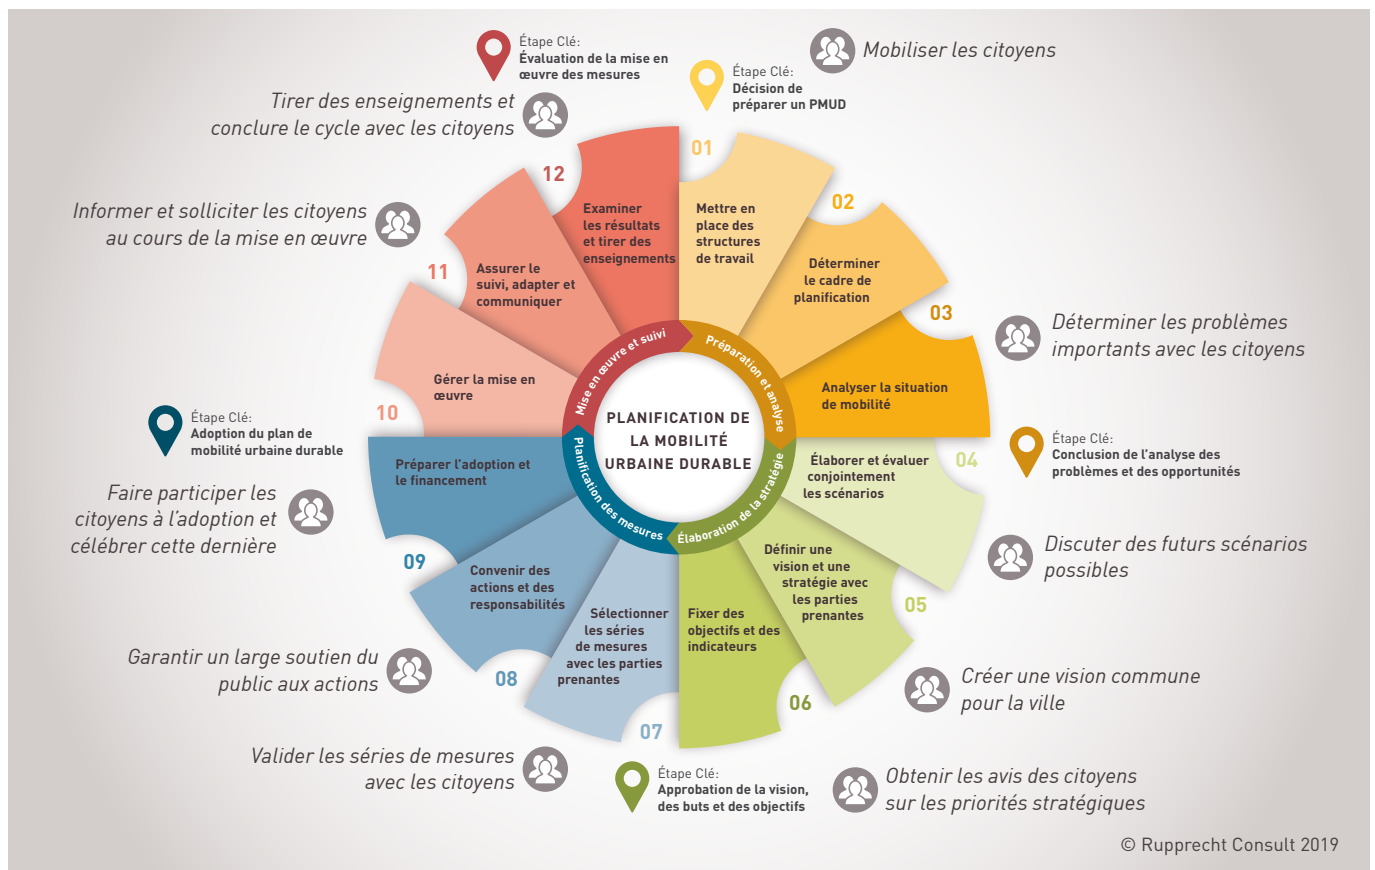 Étape Clé:
Évaluation de la mise en
œuvre des mesures
Étape Clé:
Décision de
préparer un PMUD
Mobiliser les citoyens
Tirer des enseignements et
conclure le cycle avec les citoyens
Informer et solliciter les citoyens
au cours de la mise en œuvre
12
Examiner
les résultats
et tirer des
enseignements
01
Mettre en
place des
structures
de travail
02
Déterminer
le cadre de
planification
03
Analyser la situation
de mobilité
Déterminer les problèmes
importants avec les citoyens
11
Assurer le
suivi, adapter et
communiquer
10
Gérer la mise en
œuvre
Étape Clé:
Adoption du plan de
mobilité urbaine durable
Mise en œuvre et suivi
Préparation et analyse
PLANIFICATION DE
LA MOBILITÉ
URBAINE DURABLE
Planification des mesures
Élaboration de la stratégie
Étape Clé:
Conclusion de l'analyse des
problèmes et des opportunités
04
Élaborer et évaluer
conjointement
les scénarios
Discuter des futurs scénarios
possibles
05
Définir une
vision et une
stratégie avec
les parties
prenantes
Créer une vision commune
pour la ville
06
Fixer des
objectifs et des
indicateurs
Obtenir les avis des citoyens
sur les priorités stratégiques
Étape Clé:
Approbation de la vision,
des buts et des objectifs
07
Sélectionner
les séries
de mesures
avec les parties
prenantes
Valider les séries de mesures
avec les citoyens
08
Convenir des
actions et des
responsabilités
Garantir un large soutien du
public aux actions
09
Préparer l'adoption et
le financement
Faire participer les
citoyens à l'adoption et
célébrer cette dernière
© Rupprecht Consult 2019